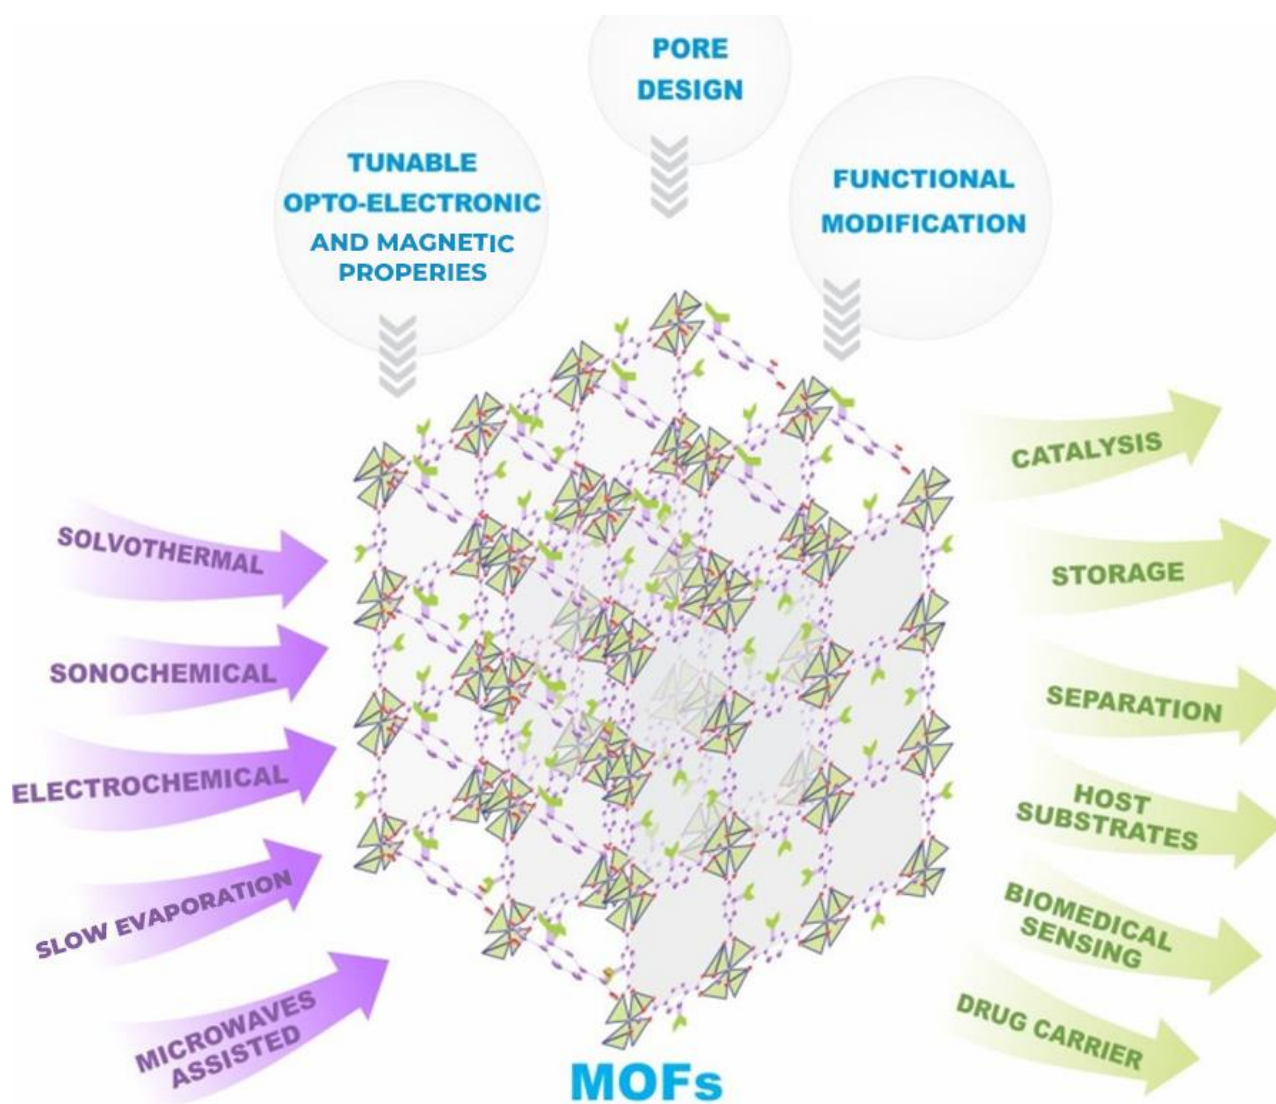 PORE
DESIGN
TUNABLE
OPTO-ELECTRONIC
AND MAGNETIC
PROPERIES
FUNCTIONAL
MODIFICATION
SOLVOTHERMAL
SONOCHEMICAL
ELECTROCHEMICAL
SLOW EVAPORATION
MICROWAVES
ASSISTED
CATALYSIS
STORAGE
SEPARATION
HOST
SUBSTRATES
BIOMEDICAL
SENSING
DRUG CARRIER
MOFs